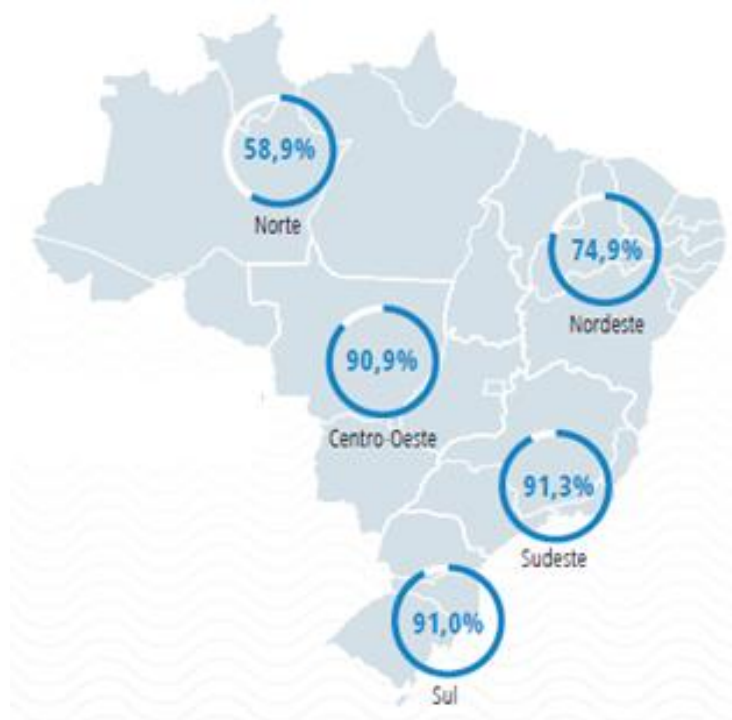 58,9%
Norte
74,9%
Nordeste
90,9%
Centro-Oeste
91,3%
Sudeste
91,0%
Sul